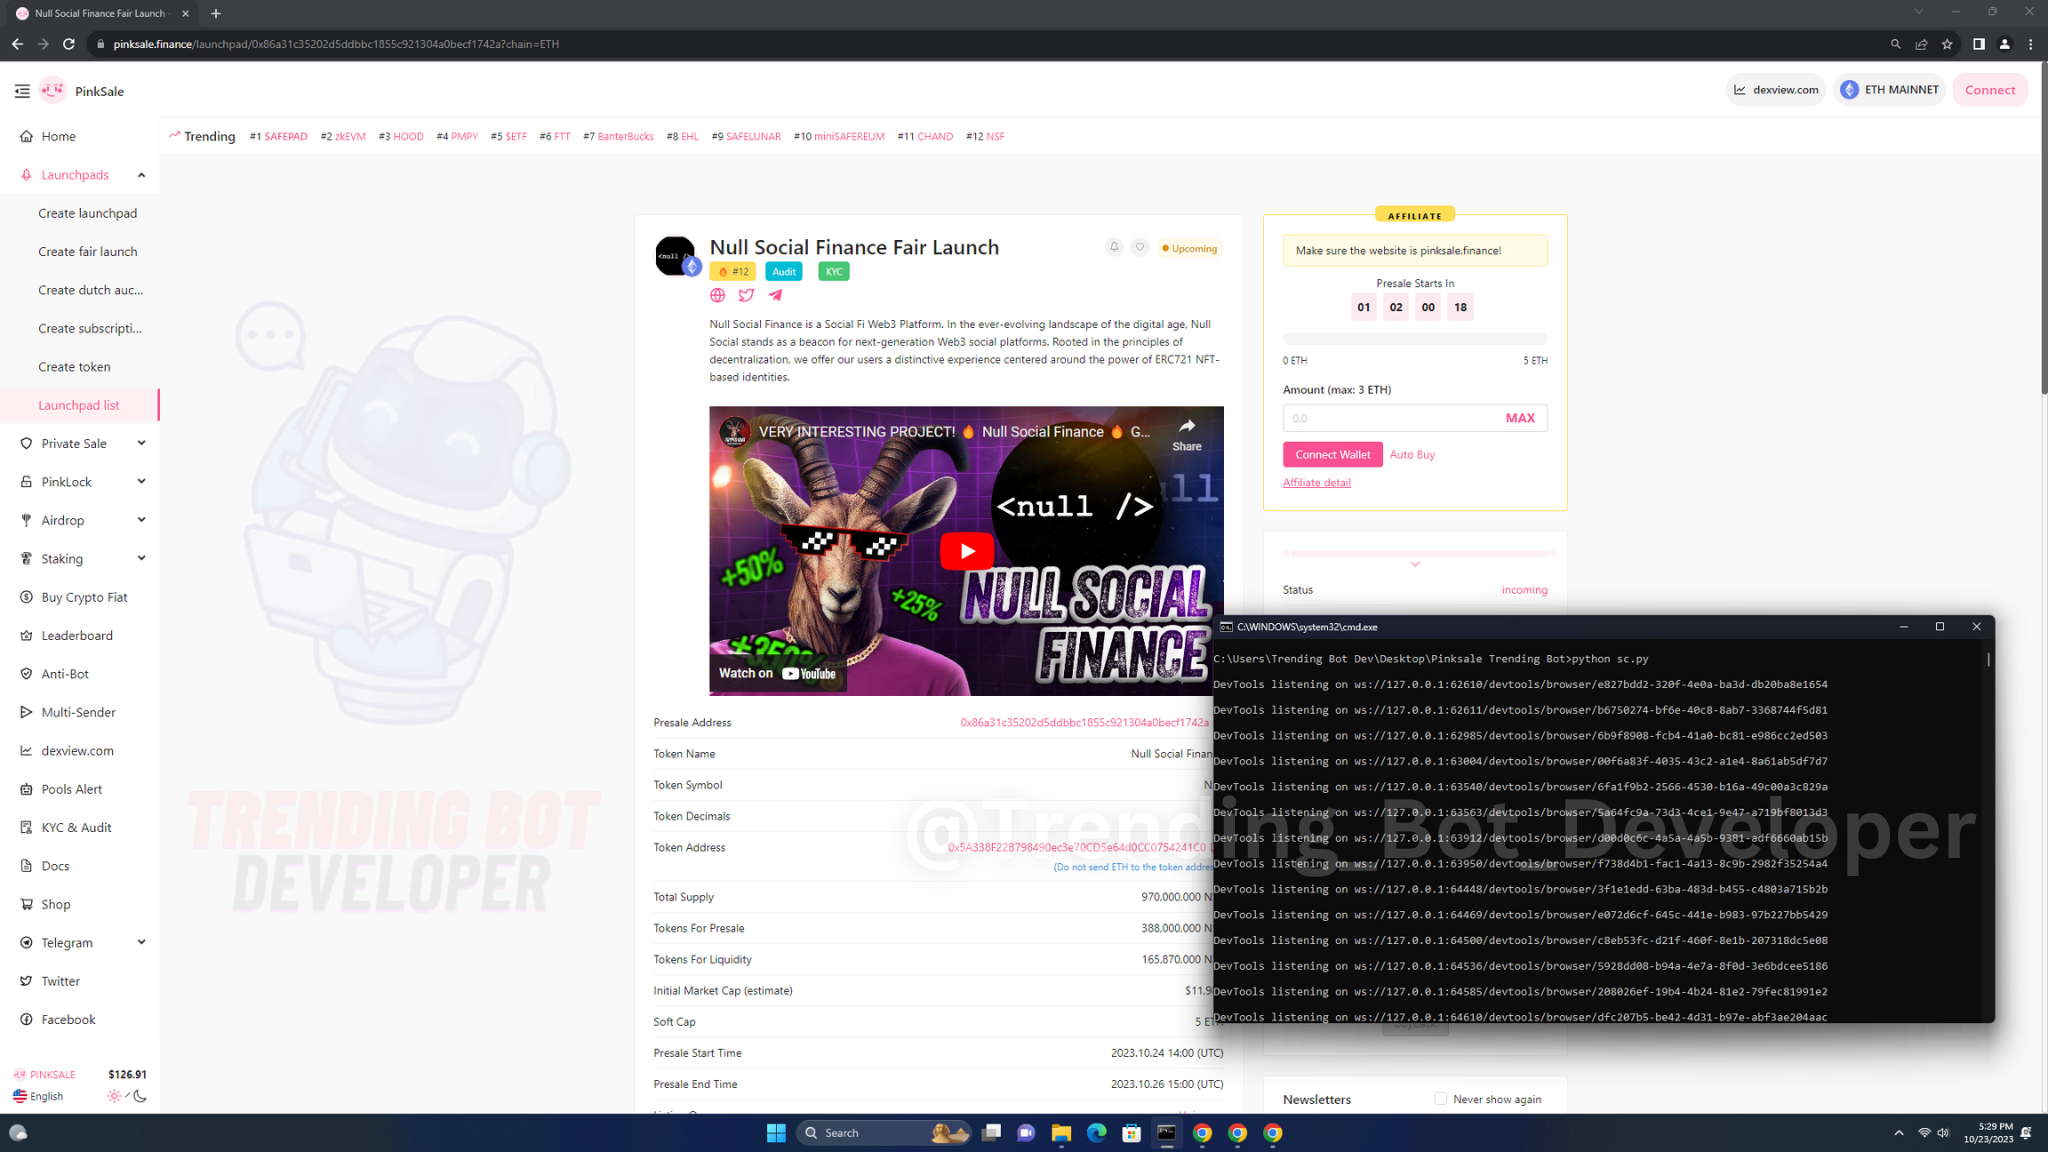 Null Social Finance Fair Launch
pinksale.finance/launchpad/0x86a31c35202d5ddbbc1855c921304a0becf1742a?chain=ETH
PinkSale
dexview.com
ETH MAINNET
Connect
Home
Launchpads
Create launchpad
Create fair launch
Create dutch auc...
Create subscripti...
Create token
Launchpad list
Private Sale
PinkLock
Airdrop
Staking
Buy Crypto Fiat
Leaderboard
Anti-Bot
Multi-Sender
dexview.com
Pools Alert
KYC & Audit
Docs
Shop
Telegram
Twitter
Facebook
PINKSALE $126.91
English
Trending #1 SAFEPAD #2 zkEVM #3 HOOD #4 PMPY #5 $ETF #6 FTT #7 BanterBucks #8 EHL #9 SAFELUNAR #10 miniSAFEREUM #11 CHAND #12 NSF
TRENDING BOT
DEVELOPER
Null Social Finance Fair Launch
Upcoming
#12 Audit KYC
Null Social Finance is a Social Fi Web3 Platform. In the ever-evolving landscape of the digital age, Null
Social stands as a beacon for next-generation Web3 social platforms. Rooted in the principles of
decentralization, we offer our users a distinctive experience centered around the power of ERC721 NFT-
based identities.
VERY INTERESTING PROJECT! 🔥 Null Social Finance 🔥 G...
Share
<null />
+50%
+25%
+350%
NULL SOCIAL
FINANCE
Watch on YouTube
Presale Address 0x86a31c35202d5ddbbc1855c921304a0becf1742a
Token Name Null Social Finan
Token Symbol N
Token Decimals
Token Address 0x5A338F22B798490ec3e70CD5e64d0CC0754241C0
(Do not send ETH to the token addre
Total Supply 970,000,000 N
Tokens For Presale 388,000,000 N
Tokens For Liquidity 165,870,000 N
Initial Market Cap (estimate) $11,9
Soft Cap 5 ETH
Presale Start Time 2023.10.24 14:00 (UTC)
Presale End Time 2023.10.26 15:00 (UTC)
AFFILIATE
Make sure the website is pinksale.finance!
Presale Starts In
01 02 00 18
0 ETH 5 ETH
Amount (max: 3 ETH)
0.0 MAX
Connect Wallet Auto Buy
Affiliate detail
Status incoming
C:\WINDOWS\system32\cmd.exe
C:\Users\Trending Bot Dev\Desktop\Pinksale Trending Bot>python sc.py
DevTools listening on ws://127.0.0.1:62610/devtools/browser/e827bdd2-320f-4e0a-ba3d-db20ba8e1654
DevTools listening on ws://127.0.0.1:62611/devtools/browser/b6750274-bf6e-40c8-8ab7-3368744f5d81
DevTools listening on ws://127.0.0.1:62985/devtools/browser/6b9f8908-fcb4-41a0-bc81-e986cc2ed503
DevTools listening on ws://127.0.0.1:63004/devtools/browser/00f6a83f-4035-43c2-a1e4-8a61ab5df7d7
DevTools listening on ws://127.0.0.1:63540/devtools/browser/6fa1f9b2-2566-4530-b16a-49c00a3c829a
DevTools listening on ws://127.0.0.1:63563/devtools/browser/5a64fc9a-73d3-4ce1-9e47-a719bf8013d3
DevTools listening on ws://127.0.0.1:63912/devtools/browser/d00d0c6c-4a5a-4a5b-9381-adf6660ab15b
DevTools listening on ws://127.0.0.1:63950/devtools/browser/f738d4b1-fac1-4a13-8c9b-2982f35254a4
DevTools listening on ws://127.0.0.1:64448/devtools/browser/3f1e1edd-63ba-483d-b455-c4803a715b2b
DevTools listening on ws://127.0.0.1:64469/devtools/browser/e072d6cf-645c-441e-b983-97b227bb5429
DevTools listening on ws://127.0.0.1:64500/devtools/browser/c8eb53fc-d21f-460f-8e1b-207318dc5e08
DevTools listening on ws://127.0.0.1:64536/devtools/browser/5928dd08-b94a-4e7a-8f0d-3e6bdcee5186
DevTools listening on ws://127.0.0.1:64585/devtools/browser/208026ef-19b4-4b24-81e2-79fec81991e2
DevTools listening on ws://127.0.0.1:64610/devtools/browser/dfc207b5-be42-4d31-b97e-abf3ae204aac
@Trending_Bot_Developer
Newsletters Never show again
Search
5:29 PM
10/23/2023